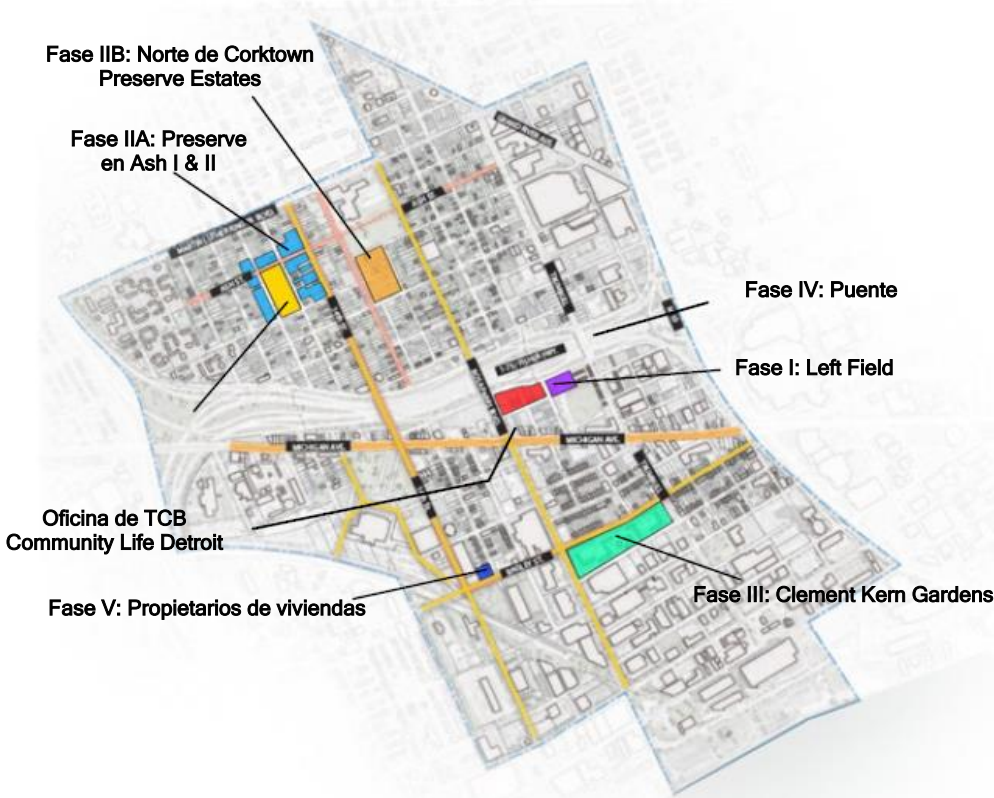 Fase IIB: Norte de Corktown
Preserve Estates
Fase IIA: Preserve
en Ash I & II
Fase IV: Puente
Fase I: Left Field
MICHIGAN AVE.
MICHIGAN AVE.
Oficina de TCB
Community Life Detroit
Fase V: Propietarios de viviendas
Fase III: Clement Kern Gardens